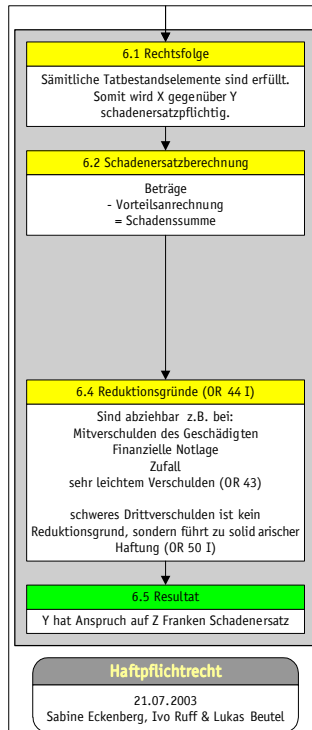 6.1 Rechtsfolge
Sämitliche Tatbestandselemente sind erfüllt.
Somit wird X gegenüber Y
schadenersatzpflichtig.
6.2 Schadenersatzberechnung
Beträge
- Vorteilsanrechnung
= Schadenssumme
6.4 Reduktionsgründe (OR 44 I)
Sind abziehbar z.B. bei:
Mitverschulden des Geschädigten
Finanzielle Notlage
Zufall
sehr leichtem Verschulden (OR 43)
schweres Drittverschulden ist kein
Reduktionsgrund, sondern führt zu solid arischer
Haftung (OR 50 I)
6.5 Resultat
Y hat Anspruch auf Z Franken Schadenersatz
Haftpflichtrecht
21.07.2003
Sabine Eckenberg, Ivo Ruff & Lukas Beutel